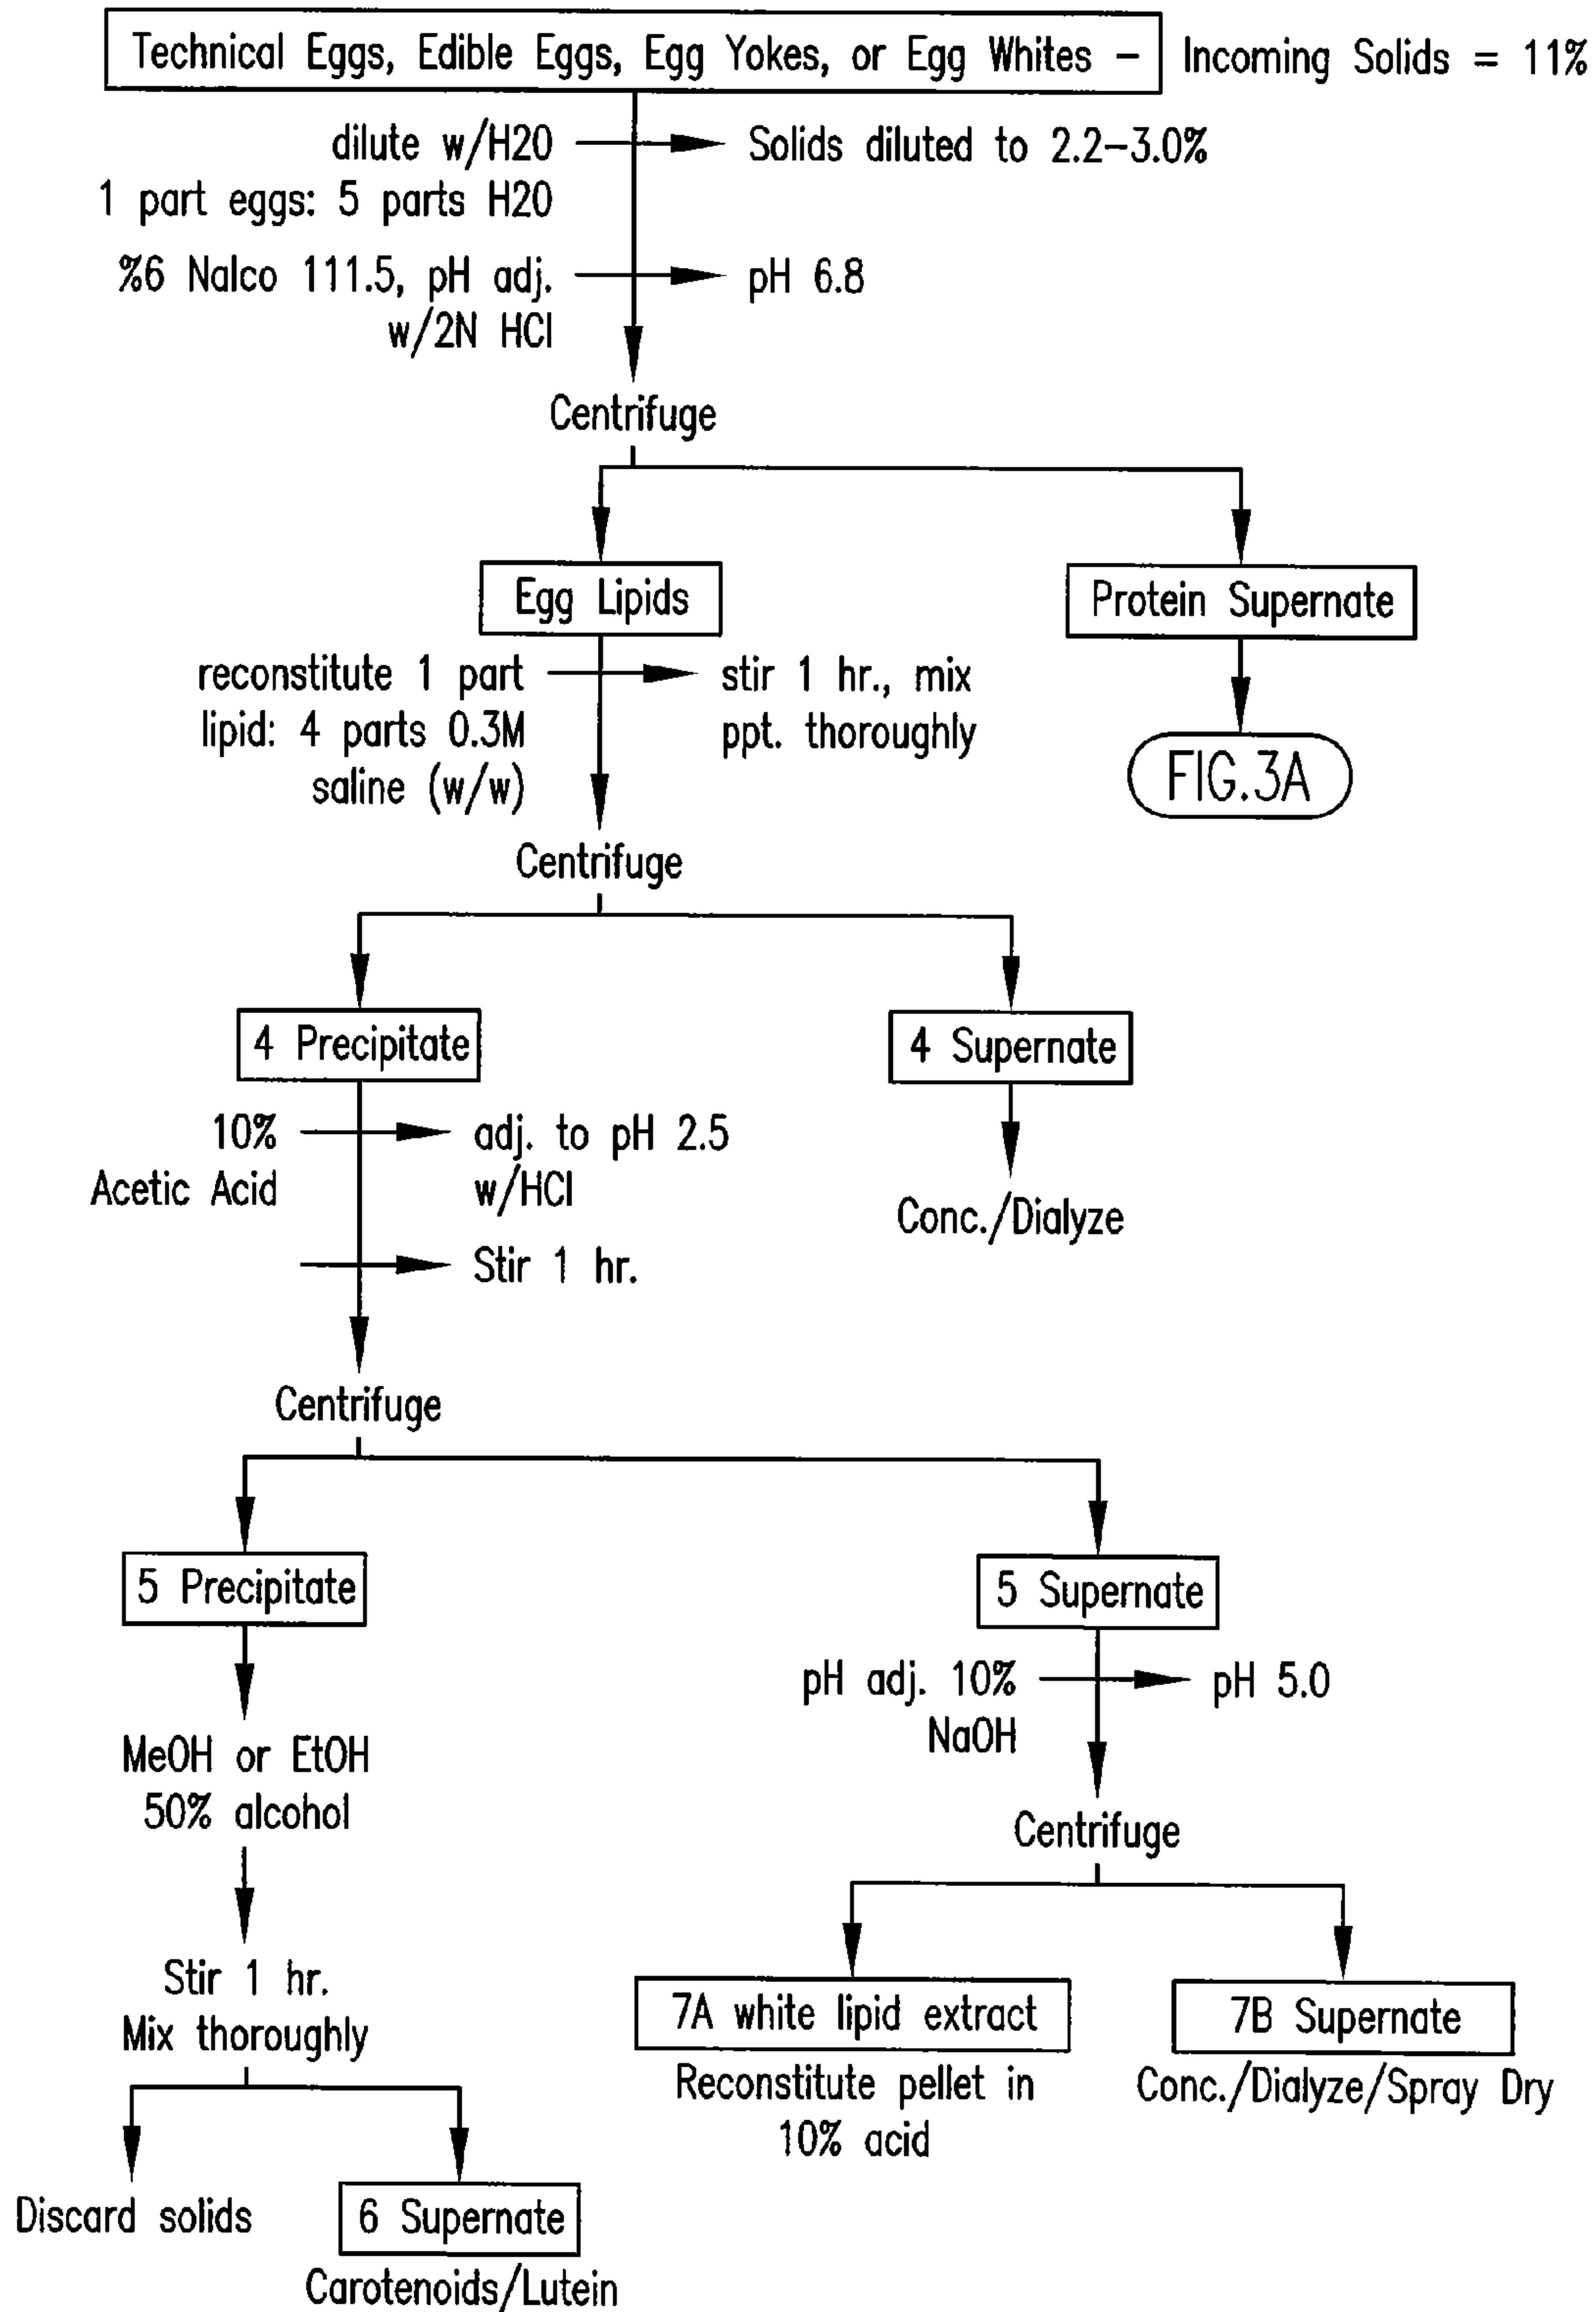 Technical Eggs, Edible Eggs, Egg Yokes, or Egg Whites – Incoming Solids = 11%
dilute w/H20
1 part eggs: 5 parts H20
Solids diluted to 2.2–3.0%
%6 Nalco 111.5, pH adj.
w/2N HCl
pH 6.8
Centrifuge
Egg Lipids
Protein Supernate
reconstitute 1 part
lipid: 4 parts 0.3M
saline (w/w)
stir 1 hr., mix
ppt. thoroughly
FIG.3A
Centrifuge
4 Precipitate
4 Supernate
10%
Acetic Acid
adj. to pH 2.5
w/HCl
Stir 1 hr.
Conc./Dialyze
Centrifuge
5 Precipitate
5 Supernate
MeOH or EtOH
50% alcohol
pH adj. 10%
NaOH
pH 5.0
Centrifuge
Stir 1 hr.
Mix thoroughly
7A white lipid extract
Reconstitute pellet in
10% acid
7B Supernate
Conc./Dialyze/Spray Dry
Discard solids
6 Supernate
Carotenoids/Lutein